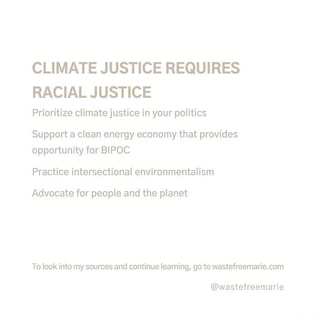 CLIMATE JUSTICE REQUIRES
RACIAL JUSTICE
Prioritize climate justice in your politics
Support a clean energy economy that provides
opportunity for BIPOC
Practice intersectional environmentalism
Advocate for people and the planet
To look into my sources and continue learning, go to wastefreemarie.com
@wastefreemarie